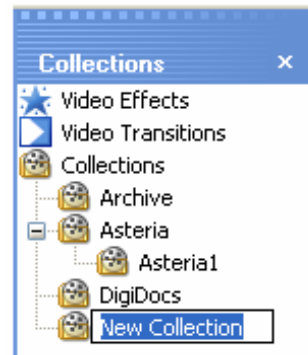 Collections
Video Effects
Video Transitions
Collections
Archive
Asteria
Asteria1
DigiDocs
New Collection